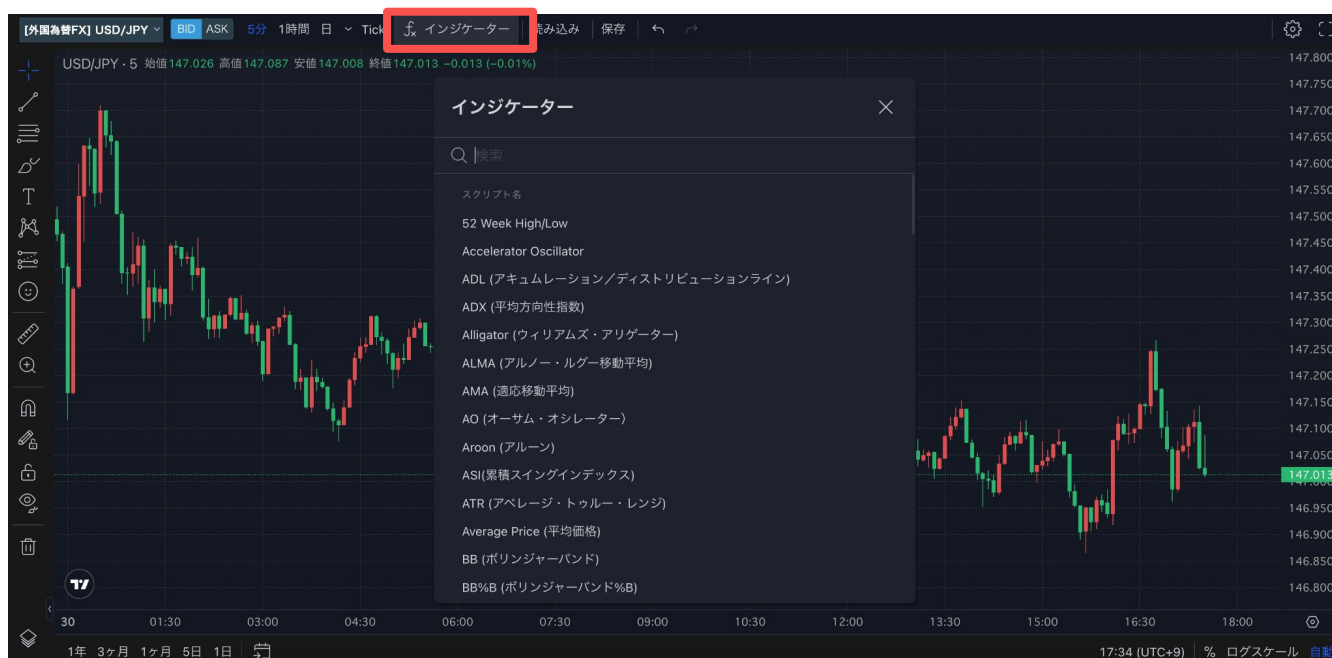 [外国為替FX] USD/JPY BID ASK 5分 1時間 日 Tick インジケーター 読み込み 保存
USD/JPY・5 始値147.026 高値147.087 安値147.008 終値147.013 −0.013 (−0.01%)
インジケーター
検索
スクリプト名
52 Week High/Low
Accelerator Oscillator
ADL (アキュムレーション／ディストリビューションライン)
ADX (平均方向性指数)
Alligator (ウィリアムズ・アリゲーター)
ALMA (アルノー・ルグー移動平均)
AMA (適応移動平均)
AO (オーサム・オシレーター）
Aroon (アルーン)
ASI(累積スイングインデックス)
ATR (アベレージ・トゥルー・レンジ)
Average Price (平均価格)
BB (ボリンジャーバンド)
BB%B (ボリンジャーバンド%B)
147.800
147.750
147.700
147.650
147.600
147.550
147.500
147.450
147.400
147.350
147.300
147.250
147.200
147.150
147.100
147.050
147.013
146.950
146.900
146.850
146.800
30 01:30 03:00 04:30 06:00 07:30 09:00 10:30 12:00 13:30 15:00 16:30 18:00
1年 3ヶ月 1ヶ月 5日 1日 17:34 (UTC+9) % ログスケール 自動